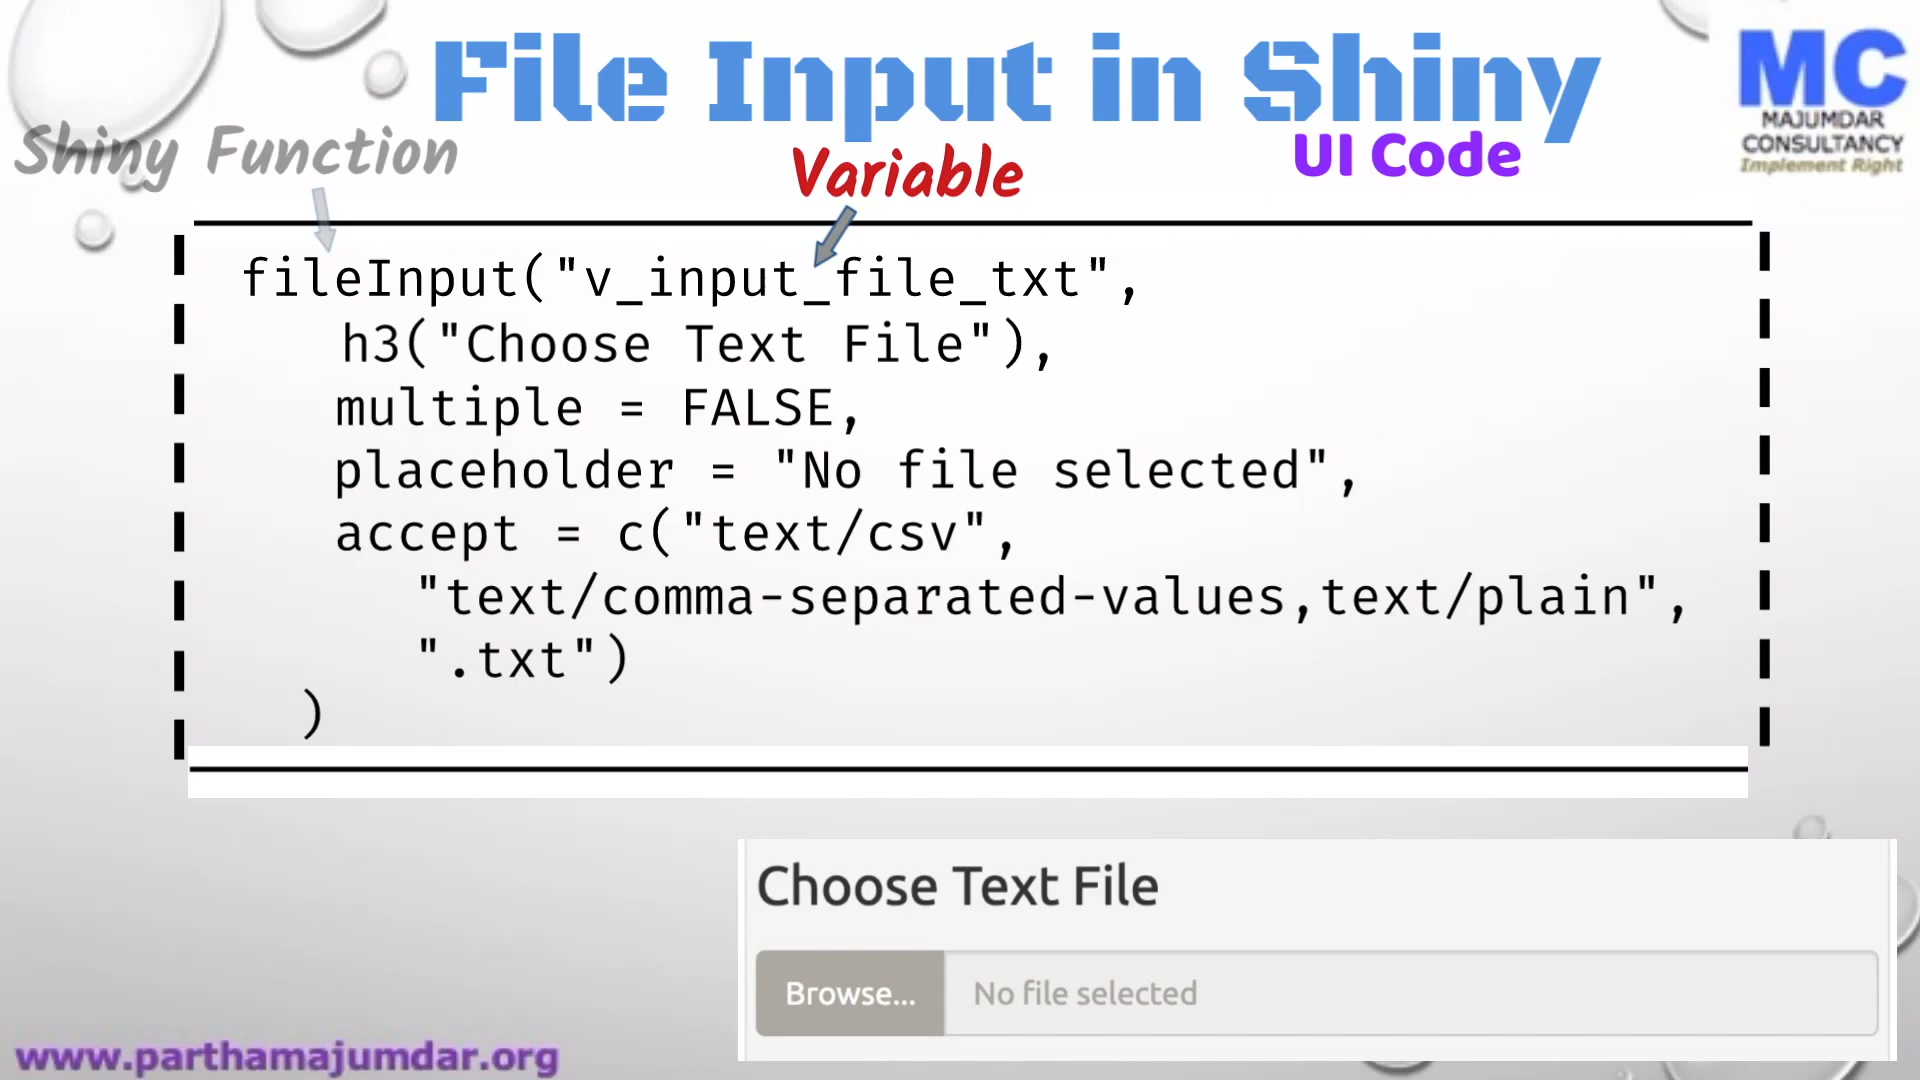 File Input in Shiny
MC
MAJUMDAR
CONSULTANCY
Implement Right
Shiny Function
Variable
UI Code
fileInput("v_input_file_txt",
h3("Choose Text File"),
multiple = FALSE,
placeholder = "No file selected",
accept = c("text/csv",
"text/comma-separated-values,text/plain",
".txt")
)
Choose Text File
Browse...
No file selected
www.parthamajumdar.org